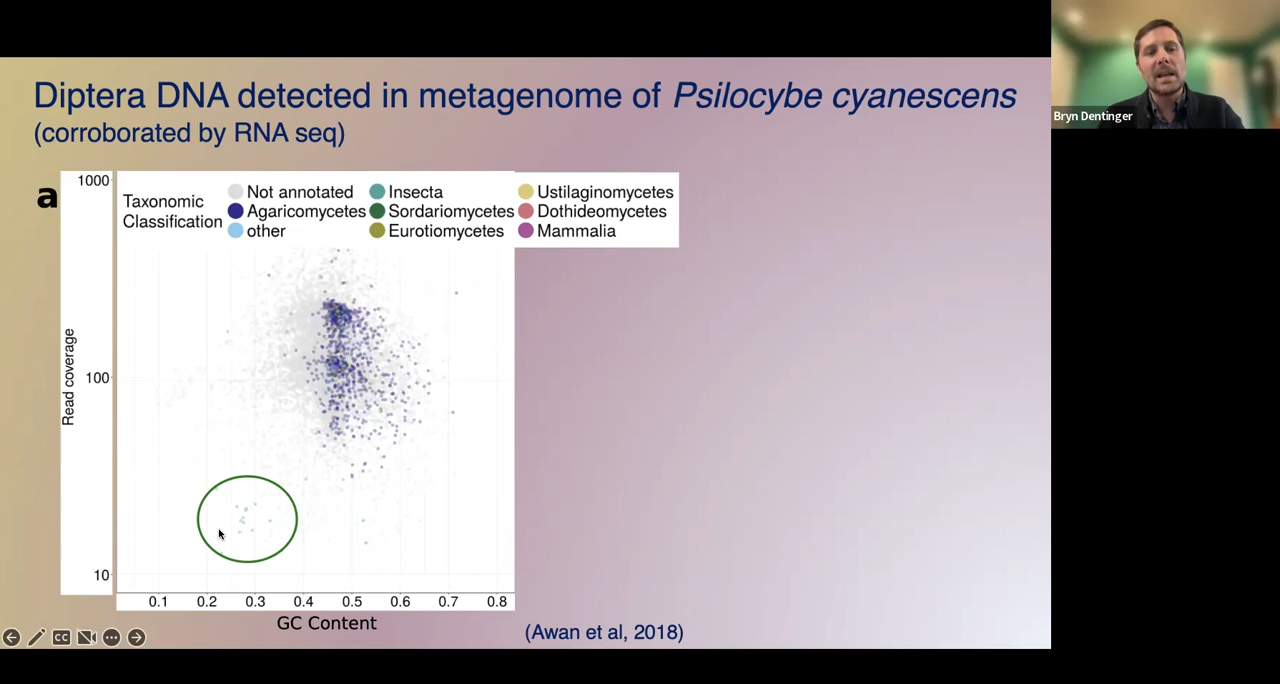 Diptera DNA detected in metagenome of Psilocybe cyanescens
(corroborated by RNA seq)
Bryn Dentinger
a
Taxonomic
Classification
Not annotated
Agaricomycetes
other
Insecta
Sordariomycetes
Eurotiomycetes
Ustilaginomycetes
Dothideomycetes
Mammalia
1000
100
10
Read coverage
0.1 0.2 0.3 0.4 0.5 0.6 0.7 0.8
GC Content
(Awan et al, 2018)
CC